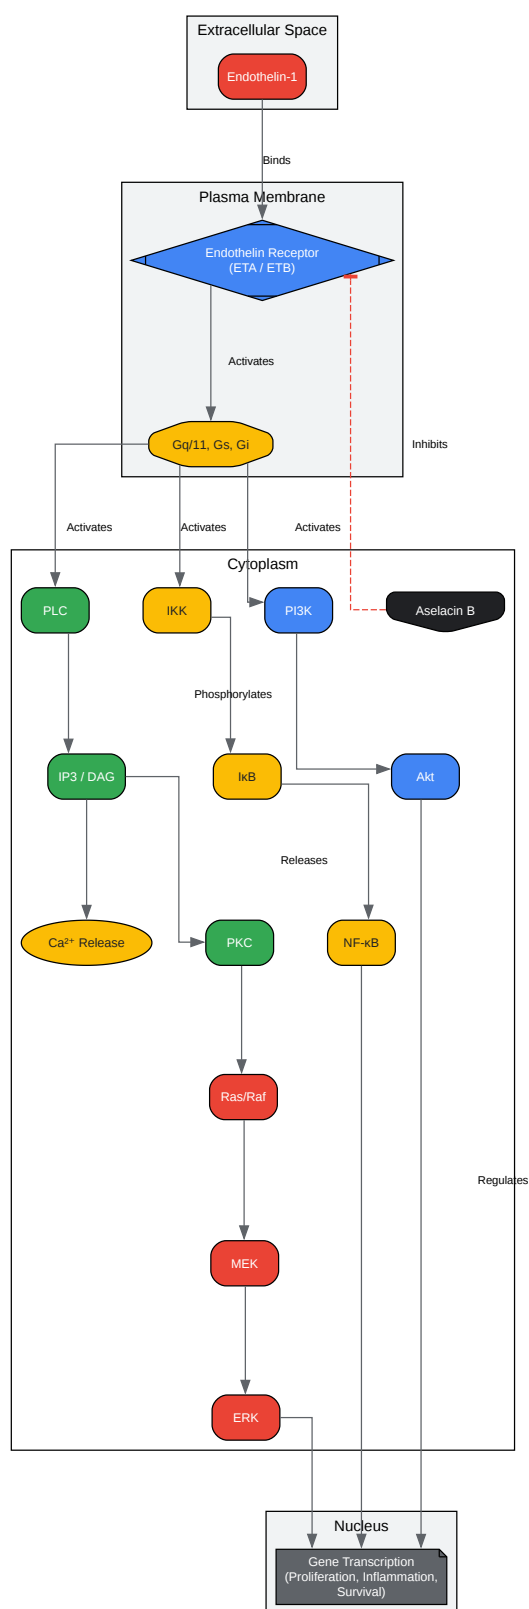 Extracellular Space
Endothelin-1
Binds
Plasma Membrane
Endothelin Receptor
(ETA / ETB)
Activates
Gq/11, Gs, Gi
Inhibits
Activates
Activates
Activates
Cytoplasm
PLC
IKK
PI3K
Aselacin B
Phosphorylates
IP3 / DAG
IκB
Akt
Releases
Ca²⁺ Release
PKC
NF-κB
Ras/Raf
Regulates
MEK
ERK
Nucleus
Gene Transcription
(Proliferation, Inflammation,
Survival)